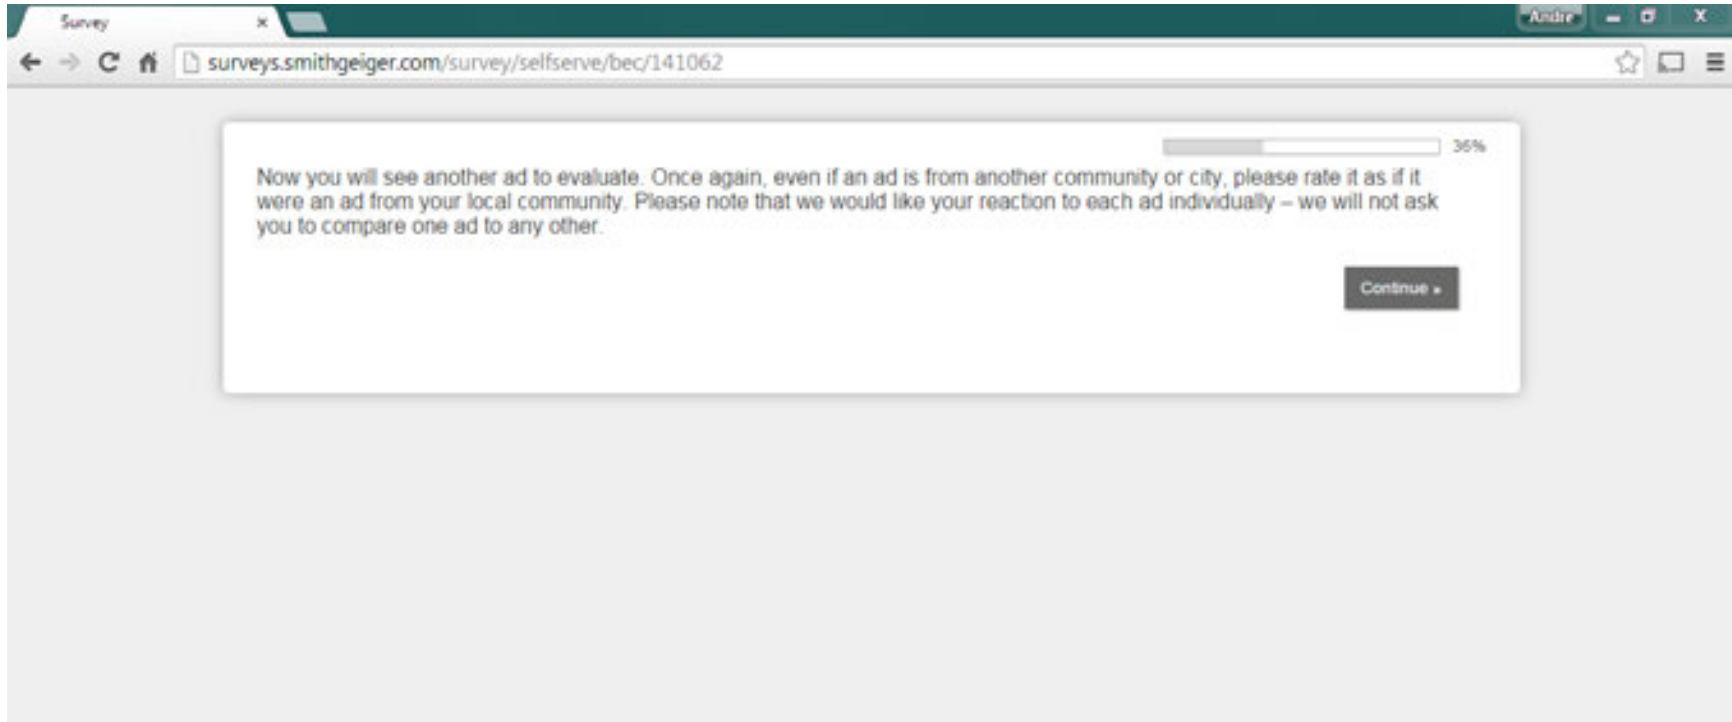 Survey
Andre
surveys.smithgeiger.com/survey/selfserve/bec/141062
36%
Now you will see another ad to evaluate. Once again, even if an ad is from another community or city, please rate it as if it
were an ad from your local community. Please note that we would like your reaction to each ad individually – we will not ask
you to compare one ad to any other.
Continue »